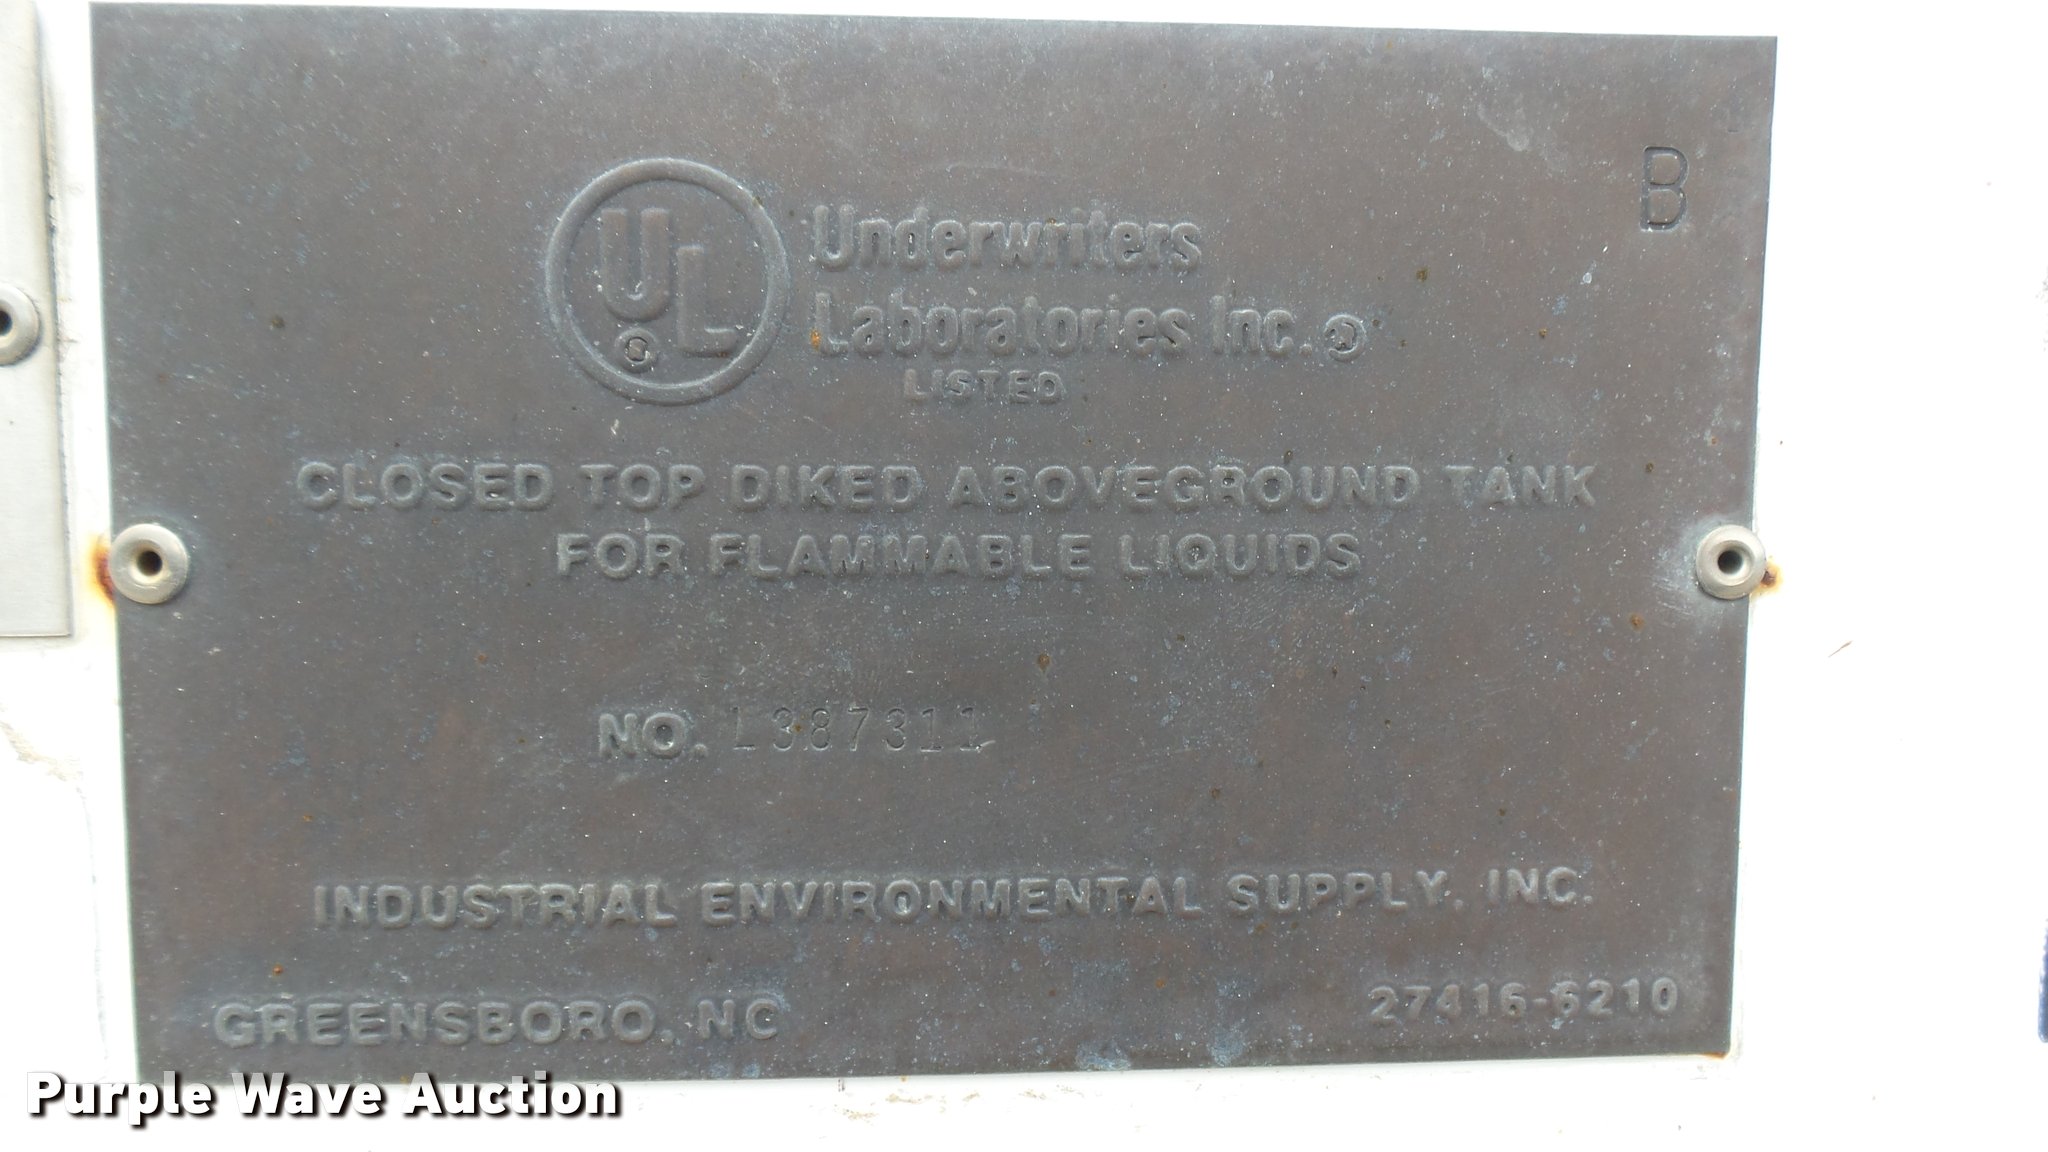 B
UL
®
Underwriters
Laboratories Inc.®
LISTED
CLOSED TOP DIKED ABOVEGROUND TANK
FOR FLAMMABLE LIQUIDS
NO. L387311
INDUSTRIAL ENVIRONMENTAL SUPPLY, INC.
GREENSBORO, NC 27416-6210
Purple Wave Auction